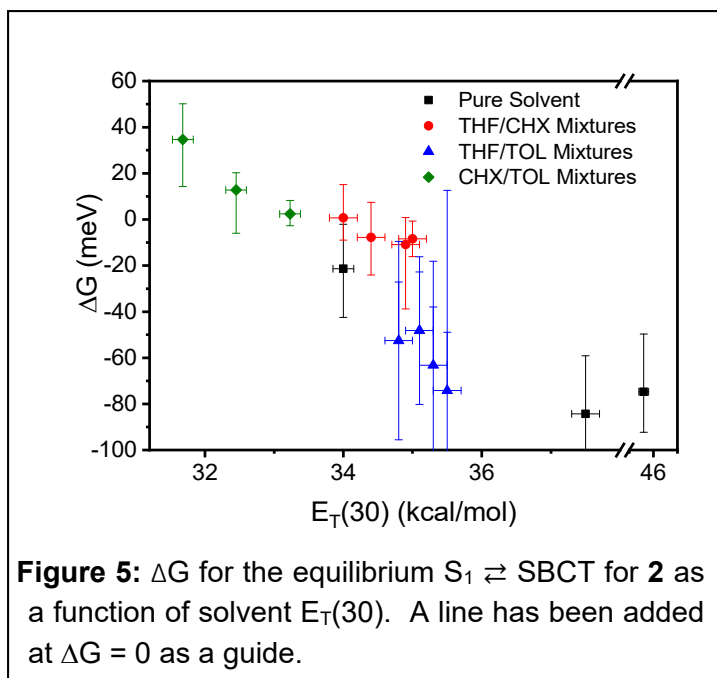 60
40
20
0
-20
-40
-60
-80
-100
ΔG (meV)
Pure Solvent
THF/CHX Mixtures
THF/TOL Mixtures
CHX/TOL Mixtures
32 34 36 46
E_T(30) (kcal/mol)
Figure 5: ΔG for the equilibrium S₁ ⇄ SBCT for 2 as
a function of solvent E_T(30). A line has been added
at ΔG = 0 as a guide.